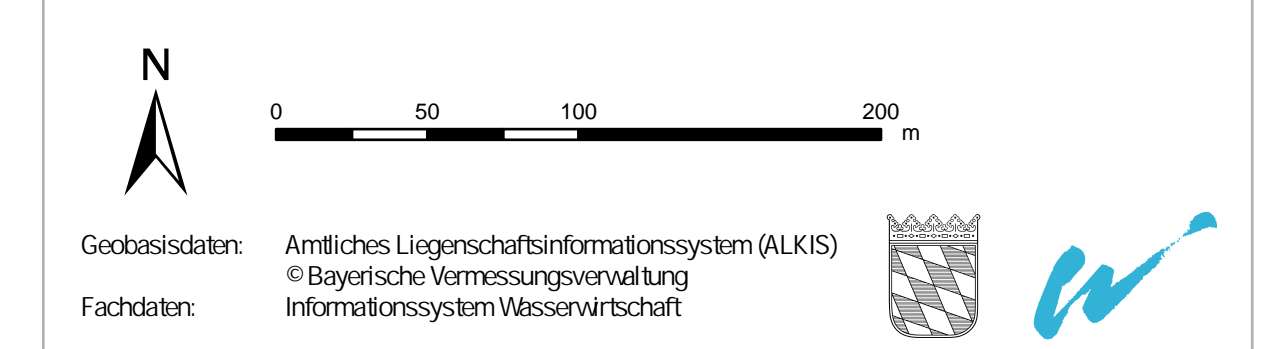 N
0 50 100 200
m
Geobasisdaten: Amtliches Liegenschaftsinformationssystem (ALKIS)
© Bayerische Vermessungsverwaltung
Fachdaten: Informationssystem Wasserwirtschaft